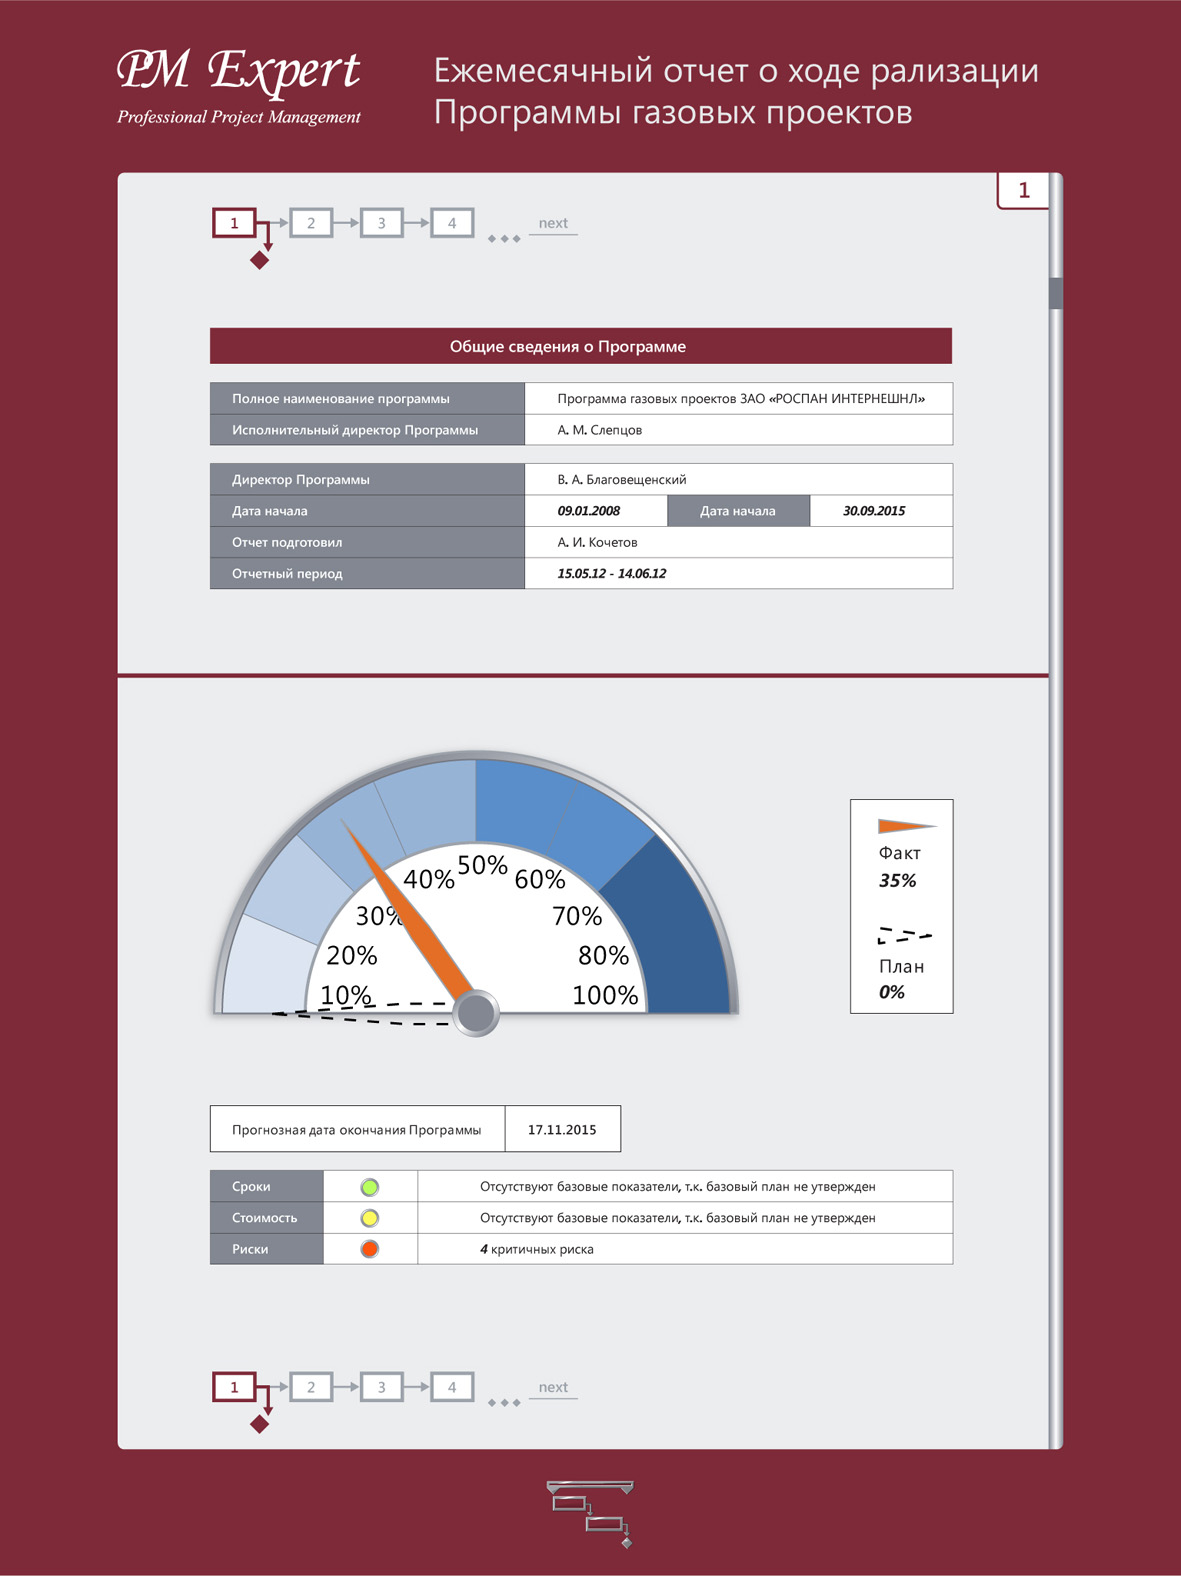 PM Expert
Professional Project Management
Ежемесячный отчет о ходе рализации
Программы газовых проектов
1
1 2 3 4 next
Общие сведения о Программе
Полное наименование программы Программа газовых проектов ЗАО «РОСПАН ИНТЕРНЕШНЛ»
Исполнительный директор Программы А. М. Слепцов
Директор Программы В. А. Благовещенский
Дата начала 09.01.2008 Дата начала 30.09.2015
Отчет подготовил А. И. Кочетов
Отчетный период 15.05.12 - 14.06.12
10%
20%
30%
40%
50%
60%
70%
80%
100%
Факт
35%
План
0%
Прогнозная дата окончания Программы 17.11.2015
Сроки Отсутствуют базовые показатели, т.к. базовый план не утвержден
Стоимость Отсутствуют базовые показатели, т.к. базовый план не утвержден
Риски 4 критичных риска
1 2 3 4 next